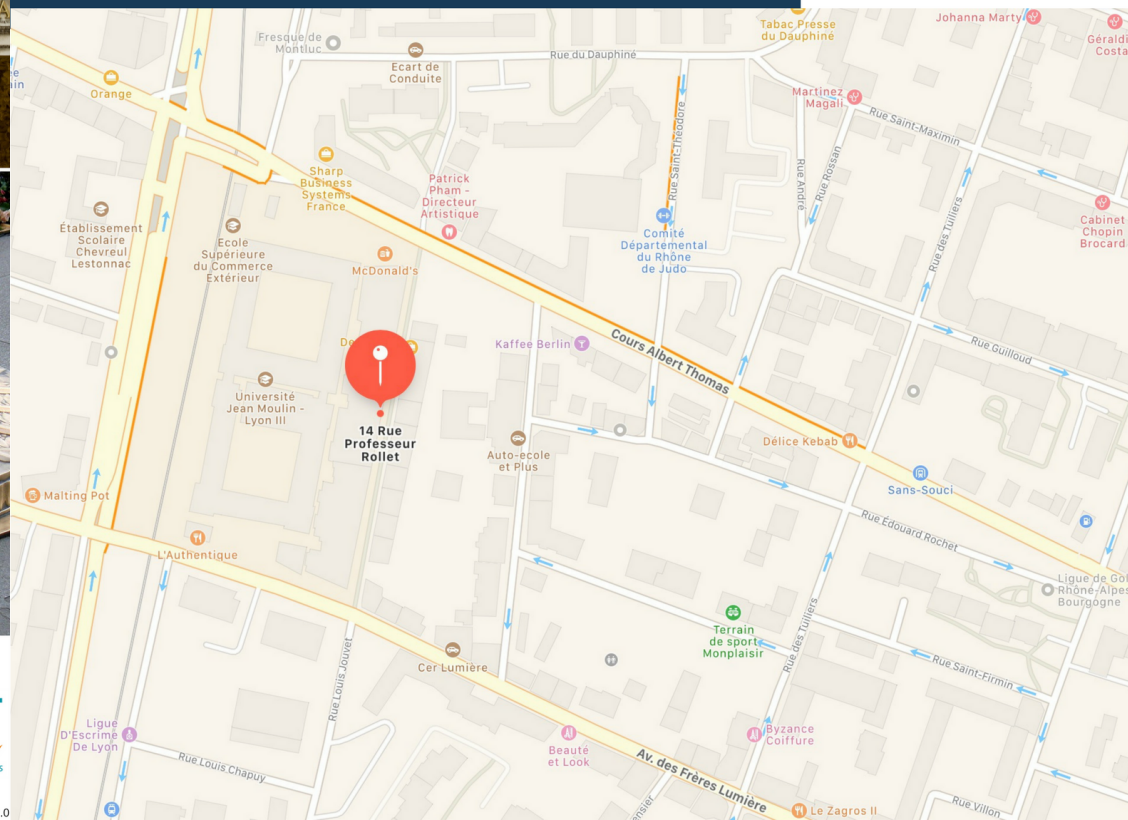 Tabac Presse
du Dauphiné
Johanna Marty
Fresque de
Montluc
Rue du Dauphiné
Ecart de
Conduite
Orange
Martinez
Magali
Rue Saint-Maximin
Rue Saint-Théodore
Rue André
Rue Rossan
Rue des Tuiliers
Sharp
Business
Systems
France
Patrick
Pham -
Directeur
Artistique
Établissement
Scolaire
Chevreul
Lestonnac
Ecole
Supérieure
du Commerce
Extérieur
McDonald's
Comité
Départemental
du Rhône
de Judo
Cabinet
Chopin
Brocard
Cours Albert Thomas
Kaffee Berlin
Rue Guilloud
Université
Jean Moulin -
Lyon III
14 Rue
Professeur
Rollet
Auto-ecole
et Plus
Délice Kebab
Sans-Souci
Malting Pot
L'Authentique
Rue Édouard Rochet
Rhône-Alpes
Bourgogne
Terrain
de sport
Monplaisir
Rue des Tuiliers
Rue Saint-Firmin
Cer Lumière
Rue Louis Jouvet
Ligue
D'Escrime
De Lyon
Rue Louis Chapuy
Beauté
et Look
Byzance
Coiffure
Av. des Frères Lumière
Le Zagros II
Rue Villon